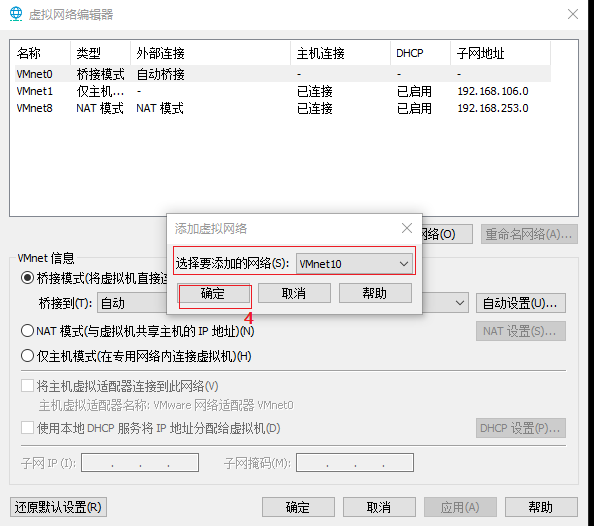 虚拟网络编辑器
名称 类型 外部连接 主机连接 DHCP 子网地址
VMnet0 桥接模式 自动桥接 - - -
VMnet1 仅主机... - 已连接 已启用 192.168.106.0
VMnet8 NAT 模式 NAT 模式 已连接 已启用 192.168.253.0
添加虚拟网络
网络(O) 重命名网络(A)...
选择要添加的网络(S): VMnet10
确定 取消 帮助
4
VMnet 信息
桥接模式(将虚拟机直接
桥接到(T): 自动 自动设置(U)...
NAT 模式(与虚拟机共享主机的 IP 地址)(N) NAT 设置(S)...
仅主机模式(在专用网络内连接虚拟机)(H)
将主机虚拟适配器连接到此网络(V)
主机虚拟适配器名称: VMware 网络适配器 VMnet0
使用本地 DHCP 服务将 IP 地址分配给虚拟机(D) DHCP 设置(P)...
子网 IP (I): . . . 子网掩码(M): . . .
还原默认设置(R) 确定 取消 应用(A) 帮助